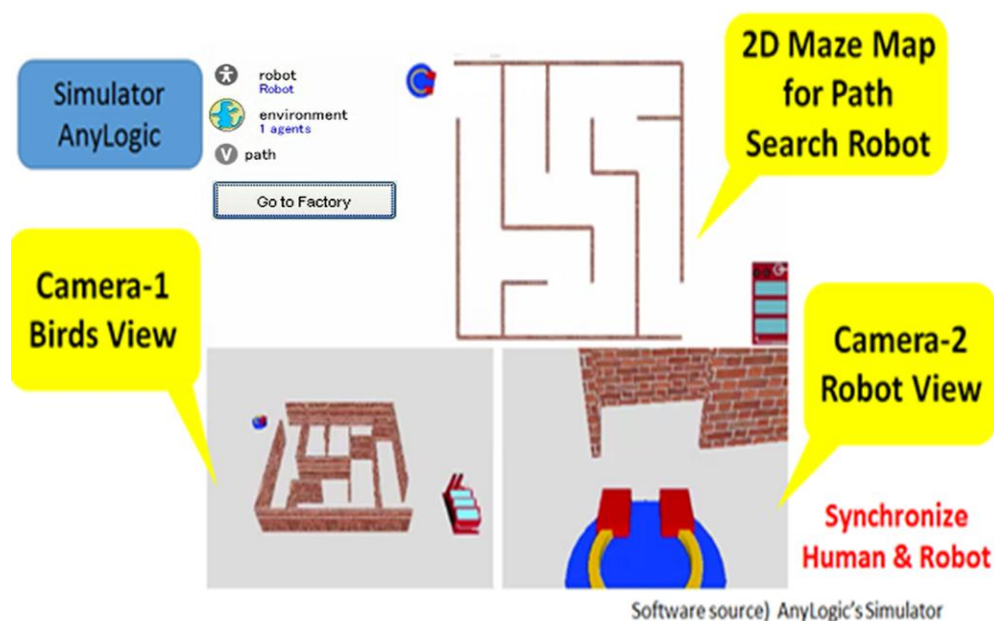 Simulator
AnyLogic
robot
Robot
environment
1 agents
V
path
Go to Factory
2D Maze Map
for Path
Search Robot
Camera-1
Birds View
Camera-2
Robot View
Synchronize
Human & Robot
Software source) AnyLogic's Simulator